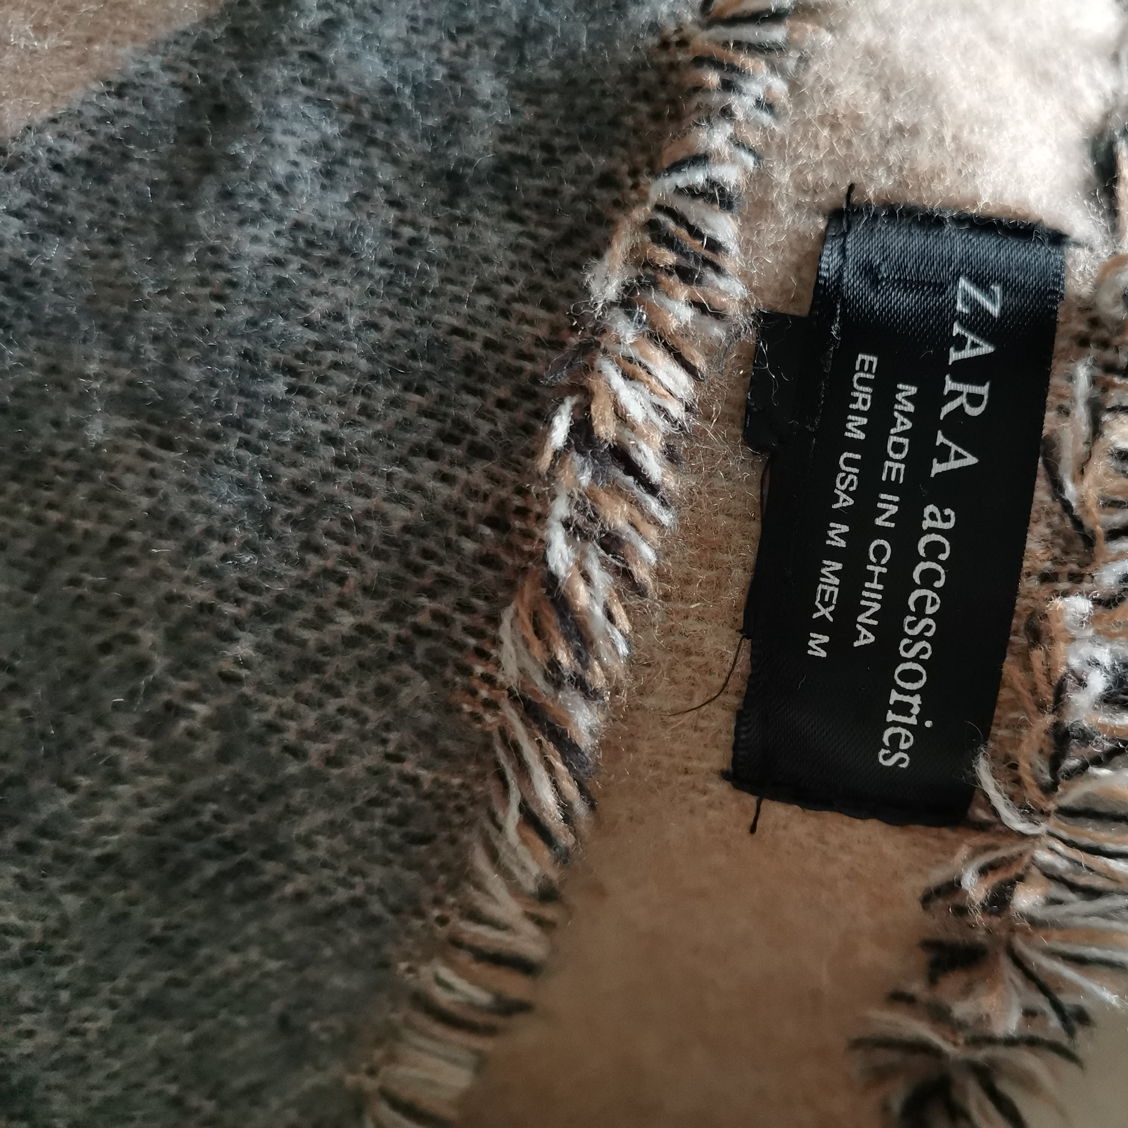 ZARA accessories
MADE IN CHINA
EURM USA M MEX M